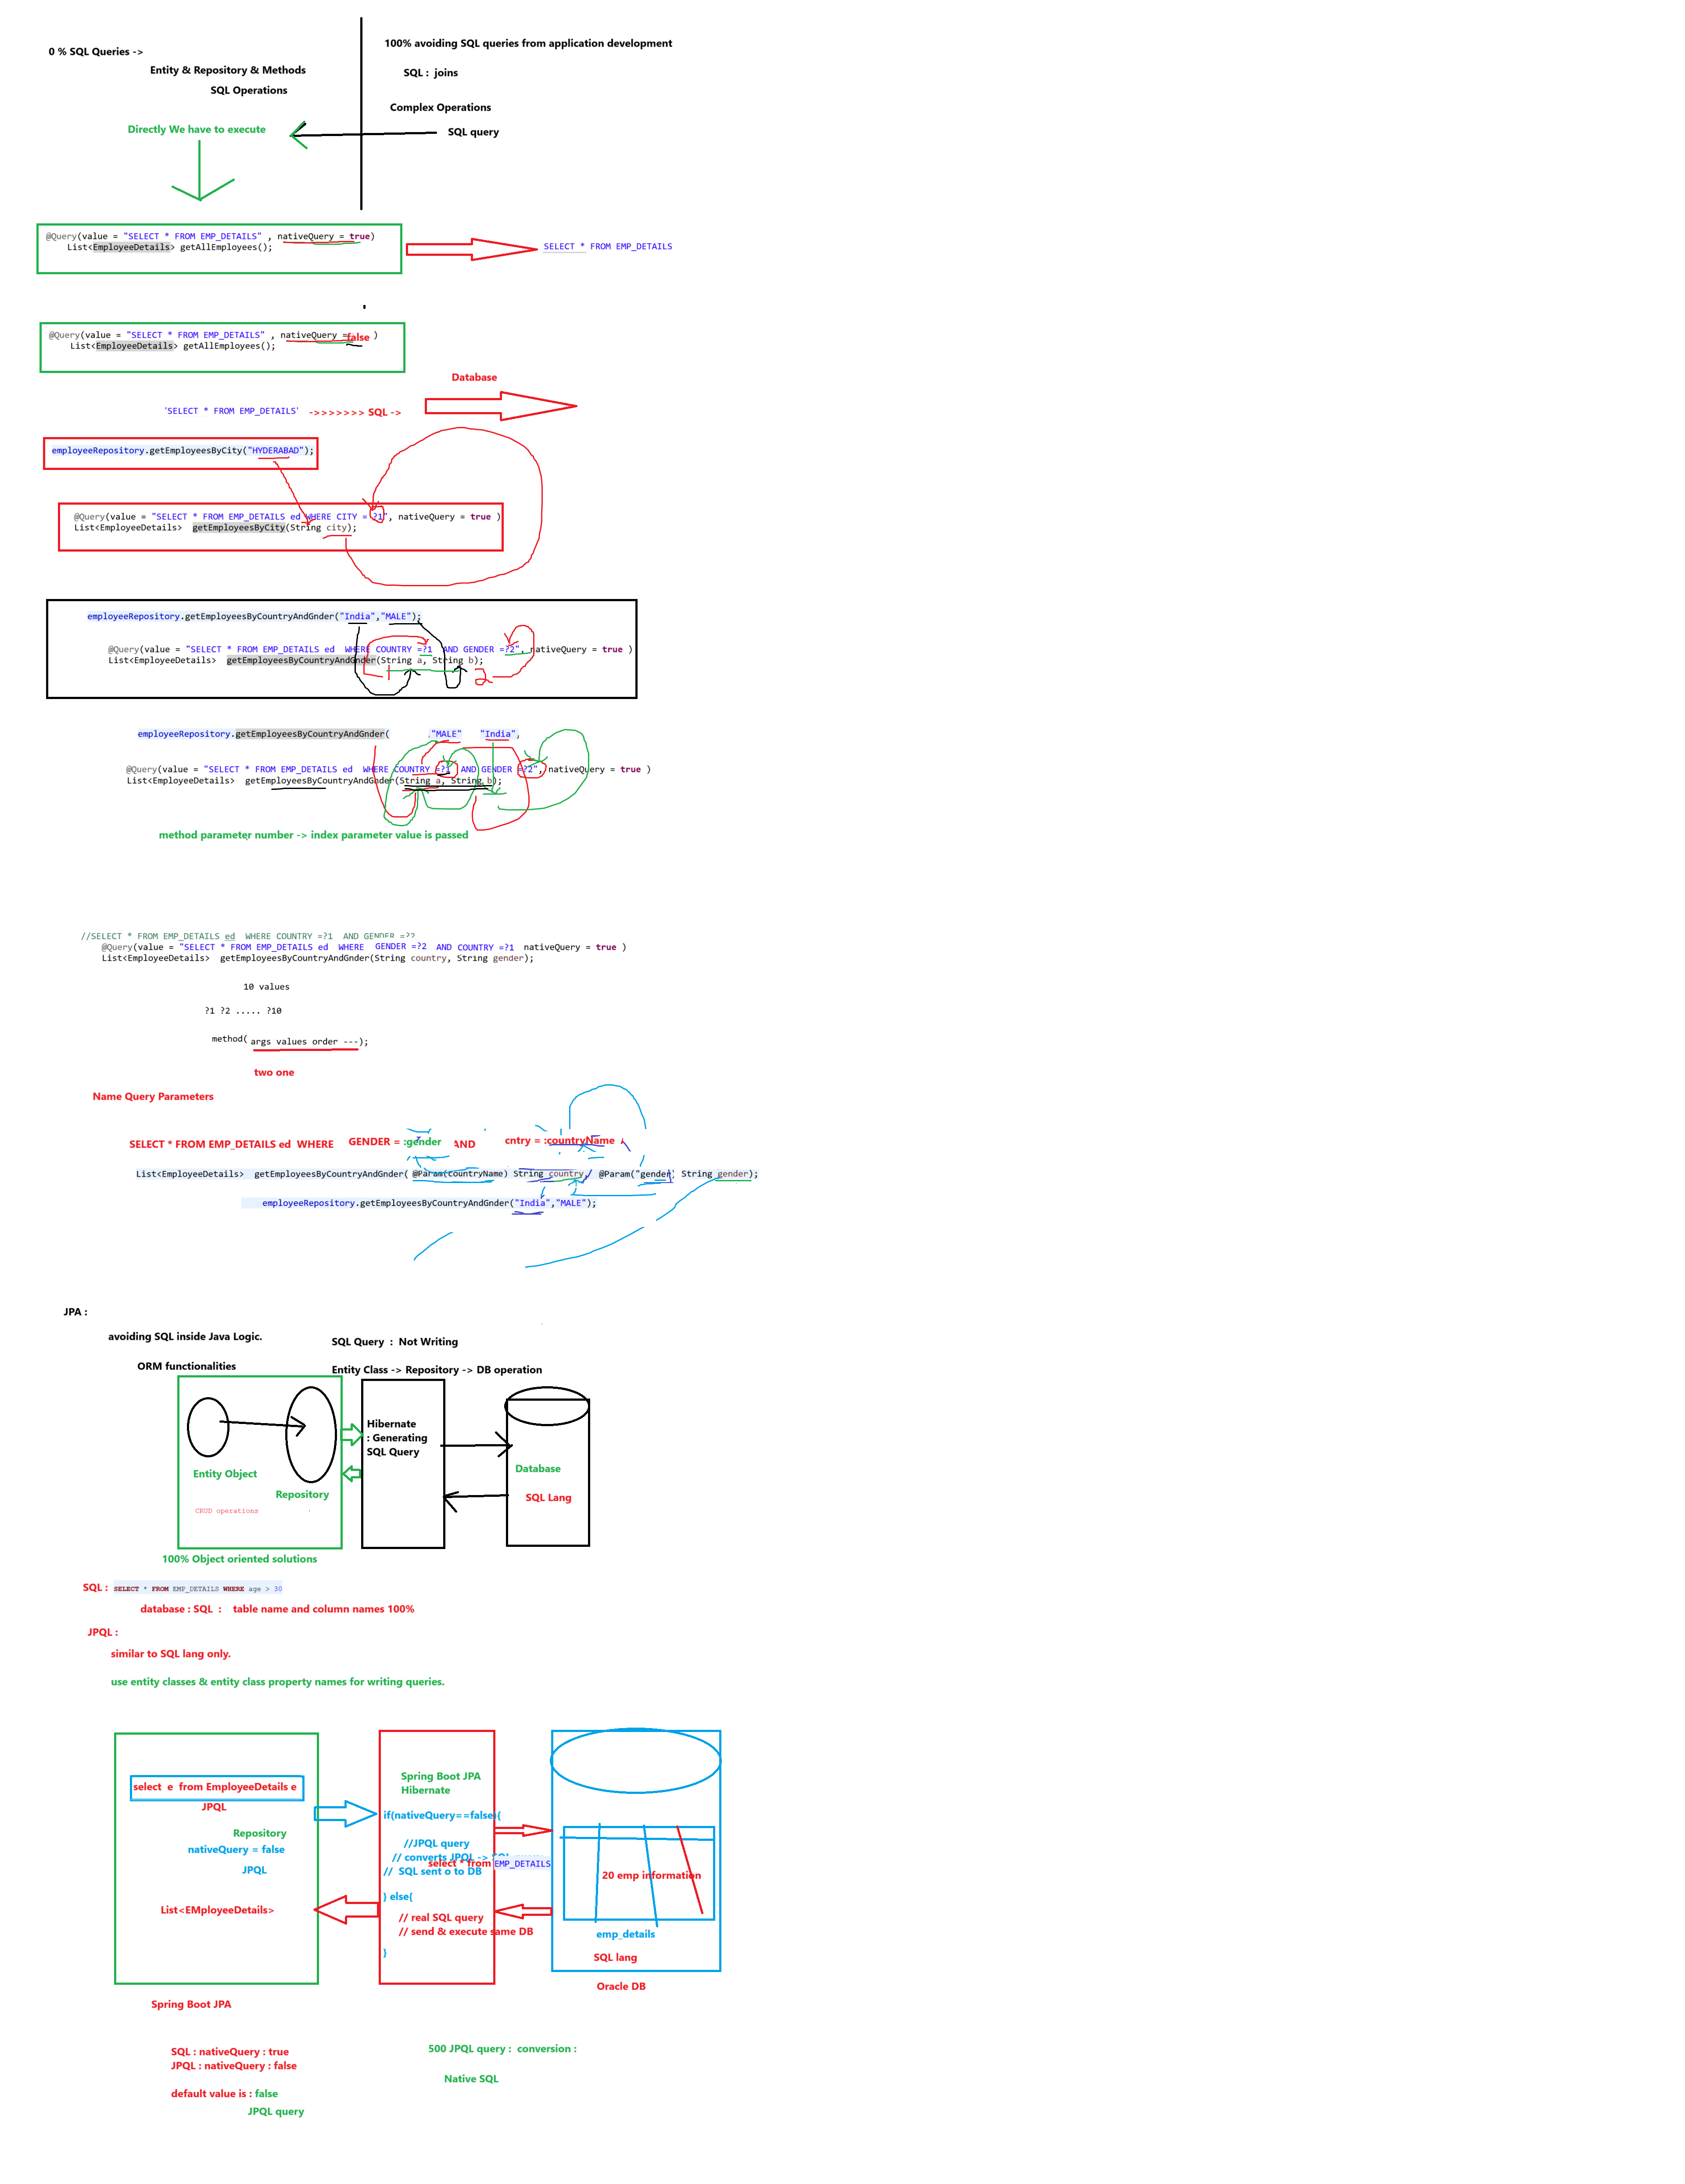 0 % SQL Queries ->
Entity & Repository & Methods
SQL Operations
100% avoiding SQL queries from application development
SQL : joins
Complex Operations
SQL query
Directly We have to execute
@Query(value = "SELECT * FROM EMP_DETAILS" , nativeQuery = true)
List<EmployeeDetails> getAllEmployees();
SELECT * FROM EMP_DETAILS
@Query(value = "SELECT * FROM EMP_DETAILS" , nativeQuery = false )
List<EmployeeDetails> getAllEmployees();
Database
'SELECT * FROM EMP_DETAILS' ->>>>>>> SQL ->
employeeRepository.getEmployeesByCity("HYDERABAD");
@Query(value = "SELECT * FROM EMP_DETAILS ed WHERE CITY = ?1", nativeQuery = true )
List<EmployeeDetails> getEmployeesByCity(String city);
employeeRepository.getEmployeesByCountryAndGnder("India","MALE");
@Query(value = "SELECT * FROM EMP_DETAILS ed WHERE COUNTRY =?1 AND GENDER =?2", nativeQuery = true )
List<EmployeeDetails> getEmployeesByCountryAndGnder(String a, String b);
1 2
employeeRepository.getEmployeesByCountryAndGnder( ,"MALE" "India",
@Query(value = "SELECT * FROM EMP_DETAILS ed WHERE COUNTRY =?1 AND GENDER =?2", nativeQuery = true )
List<EmployeeDetails> getEmployeesByCountryAndGnder(String a, String b);
method parameter number -> index parameter value is passed
//SELECT * FROM EMP_DETAILS ed WHERE COUNTRY =?1 AND GENDER =?2
@Query(value = "SELECT * FROM EMP_DETAILS ed WHERE GENDER =?2 AND COUNTRY =?1 nativeQuery = true )
List<EmployeeDetails> getEmployeesByCountryAndGnder(String country, String gender);
10 values
?1 ?2 ..... ?10
method( args values order ---);
two one
Name Query Parameters
SELECT * FROM EMP_DETAILS ed WHERE GENDER = :gender AND cntry = :countryName
List<EmployeeDetails> getEmployeesByCountryAndGnder( @Param(countryName) String country, @Param("gender) String gender);
employeeRepository.getEmployeesByCountryAndGnder("India","MALE");
JPA :
avoiding SQL inside Java Logic.
SQL Query : Not Writing
ORM functionalities
Entity Class -> Repository -> DB operation
Hibernate
: Generating
SQL Query
Entity Object
Repository
CRUD operations
Database
SQL Lang
100% Object oriented solutions
SQL : SELECT * FROM EMP_DETAILS WHERE age > 30
database : SQL : table name and column names 100%
JPQL :
similar to SQL lang only.
use entity classes & entity class property names for writing queries.
select e from EmployeeDetails e
JPQL
Repository
nativeQuery = false
JPQL
List<EMployeeDetails>
Spring Boot JPA
Hibernate
if(nativeQuery==false){
//JPQL query
// converts JPQL ->
select * from EMP_DETAILS
// SQL sent o to DB
} else{
// real SQL query
// send & execute same DB
}
20 emp information
emp_details
SQL lang
Oracle DB
Spring Boot JPA
SQL : nativeQuery : true
JPQL : nativeQuery : false
default value is : false
JPQL query
500 JPQL query : conversion :
Native SQL